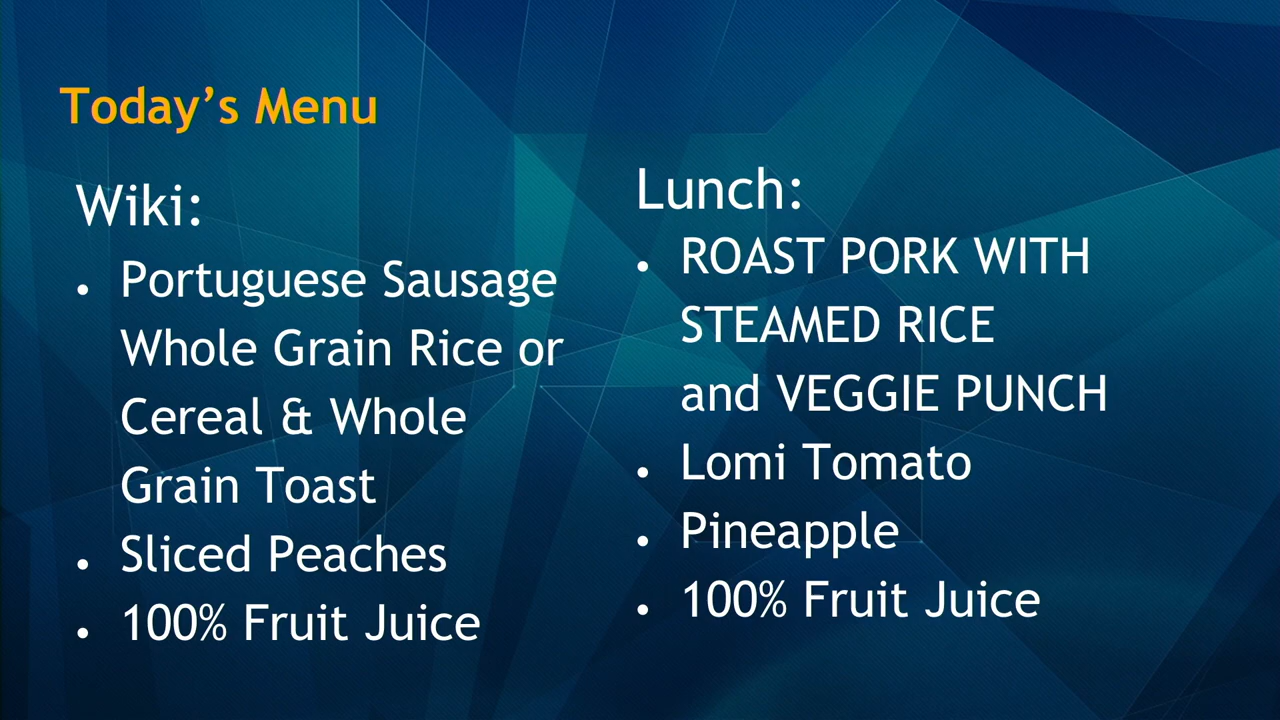 Today’s Menu
Wiki:
• Portuguese Sausage
Whole Grain Rice or
Cereal & Whole
Grain Toast
• Sliced Peaches
• 100% Fruit Juice
Lunch:
• ROAST PORK WITH
STEAMED RICE
and VEGGIE PUNCH
• Lomi Tomato
• Pineapple
• 100% Fruit Juice